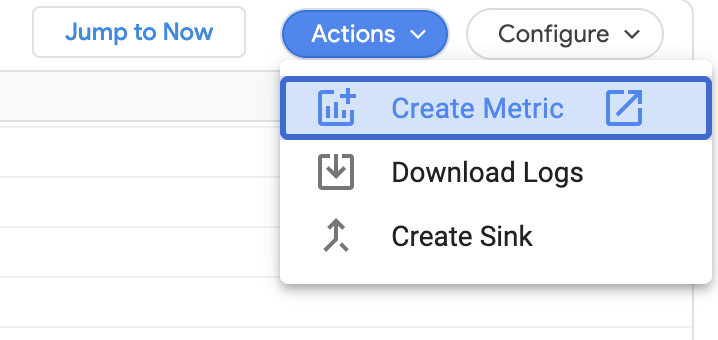 Jump to Now
Actions
Configure
Create Metric
Download Logs
Create Sink